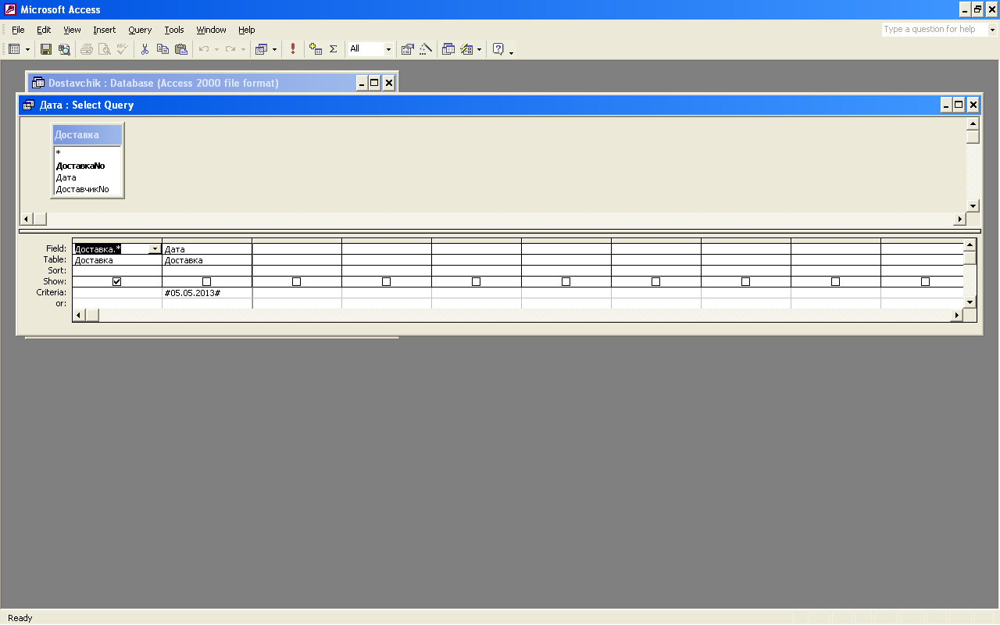 Microsoft Access
File Edit View Insert Query Tools Window Help
Type a question for help
All
Dostavchik : Database (Access 2000 file format)
Дата : Select Query
Доставка
*
ДоставкаNo
Дата
ДоставчикNo
Field: Доставка.* Дата
Table: Доставка Доставка
Sort:
Show:
Criteria: #05.05.2013#
or:
Ready